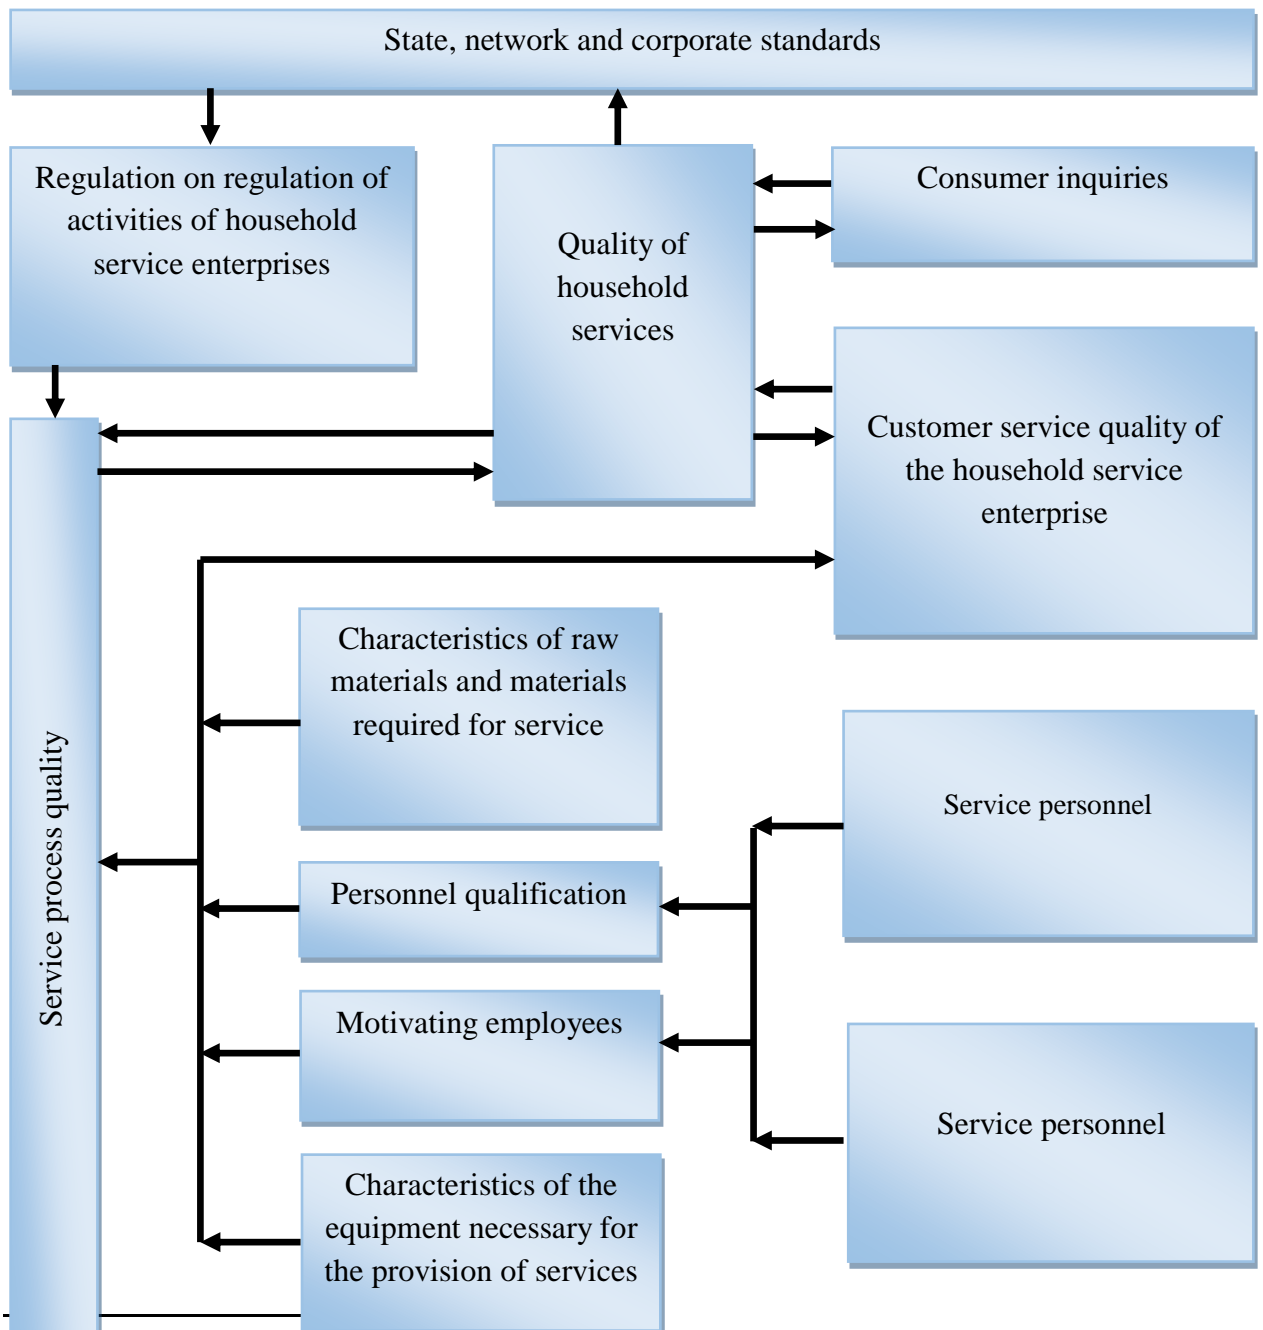 State, network and corporate standards
Regulation on regulation of
activities of household
service enterprises
Quality of
household
services
Consumer inquiries
Customer service quality of
the household service
enterprise
Service process quality
Characteristics of raw
materials and materials
required for service
Personnel qualification
Motivating employees
Characteristics of the
equipment necessary for
the provision of services
Service personnel
Service personnel